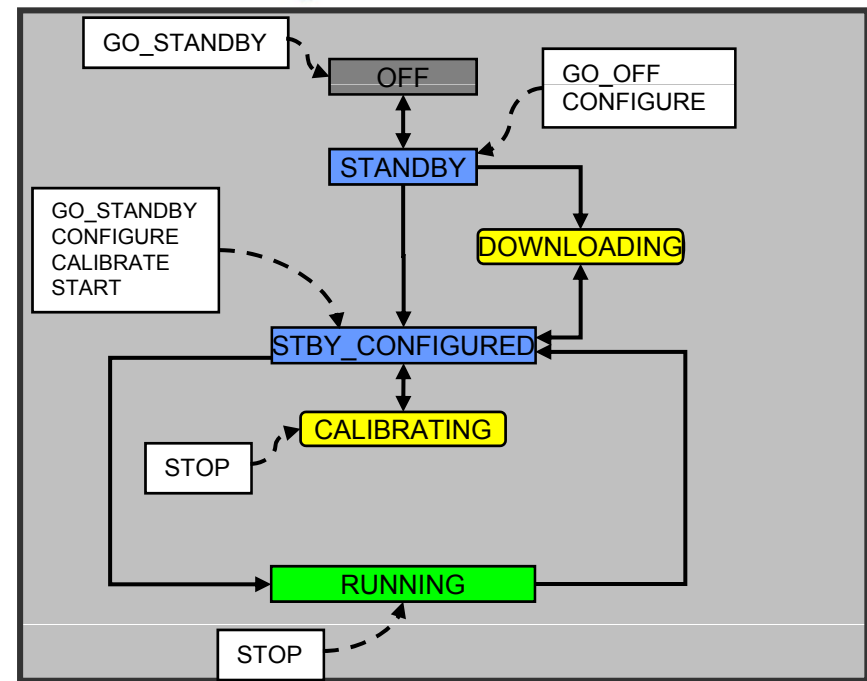 GO_STANDBY
OFF
GO_OFF
CONFIGURE
STANDBY
GO_STANDBY
CONFIGURE
CALIBRATE
START
DOWNLOADING
STBY_CONFIGURED
CALIBRATING
STOP
RUNNING
STOP